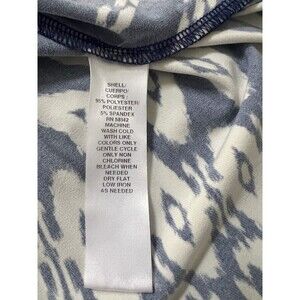 SHELL:
CUERPO:
CORPS:
95% POLYESTER/
POLIESTER
5% SPANDEX
RN 58142
MACHINE
WASH COLD
WITH LIKE
COLORS ONLY
GENTLE CYCLE
ONLY NON
CHLORINE
BLEACH WHEN
NEEDED
DRY FLAT
LOW IRON
AS NEEDED